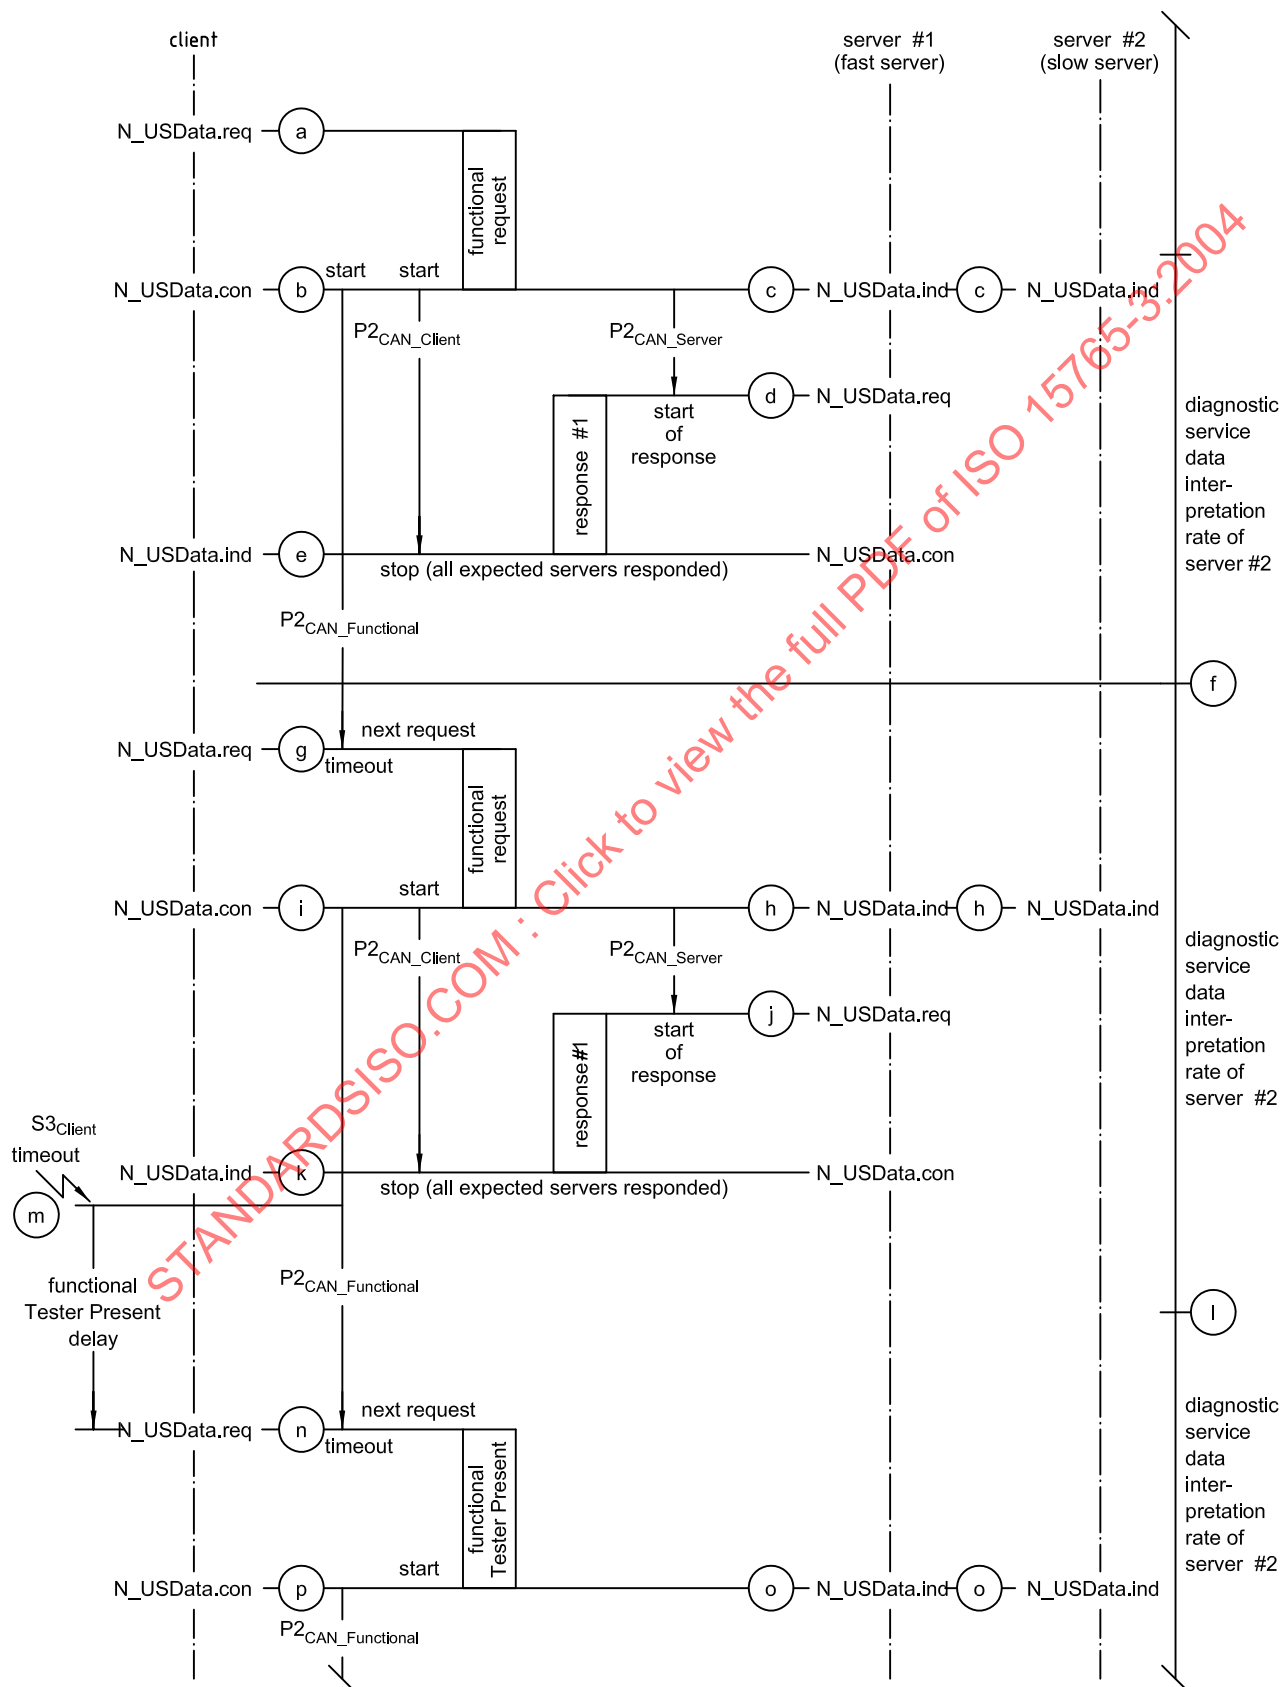 client
server #1
(fast server)
server #2
(slow server)
N_USData.req
a
functional
request
N_USData.con
b
start
start
c
N_USData.ind
c
N_USData.ind
P2CAN_Client
P2CAN_Server
d
N_USData.req
start
of
response
response #1
diagnostic
service
data
inter-
pretation
rate of
server #2
N_USData.ind
e
stop (all expected servers responded)
N_USData.con
P2CAN_Functional
f
N_USData.req
g
next request
timeout
functional
request
N_USData.con
i
start
h
N_USData.ind
h
N_USData.ind
P2CAN_Client
P2CAN_Server
diagnostic
service
data
inter-
pretation
rate of
server #2
j
N_USData.req
start
of
response
response#1
S3Client
timeout
N_USData.ind
k
stop (all expected servers responded)
N_USData.con
m
functional
Tester Present
delay
P2CAN_Functional
l
N_USData.req
n
next request
timeout
functional
Tester Present
diagnostic
service
data
inter-
pretation
rate of
server #2
N_USData.con
p
start
o
N_USData.ind
o
N_USData.ind
P2CAN_Functional
STANDARDSISO.COM : Click to view the full PDF of ISO 15765-3:2004